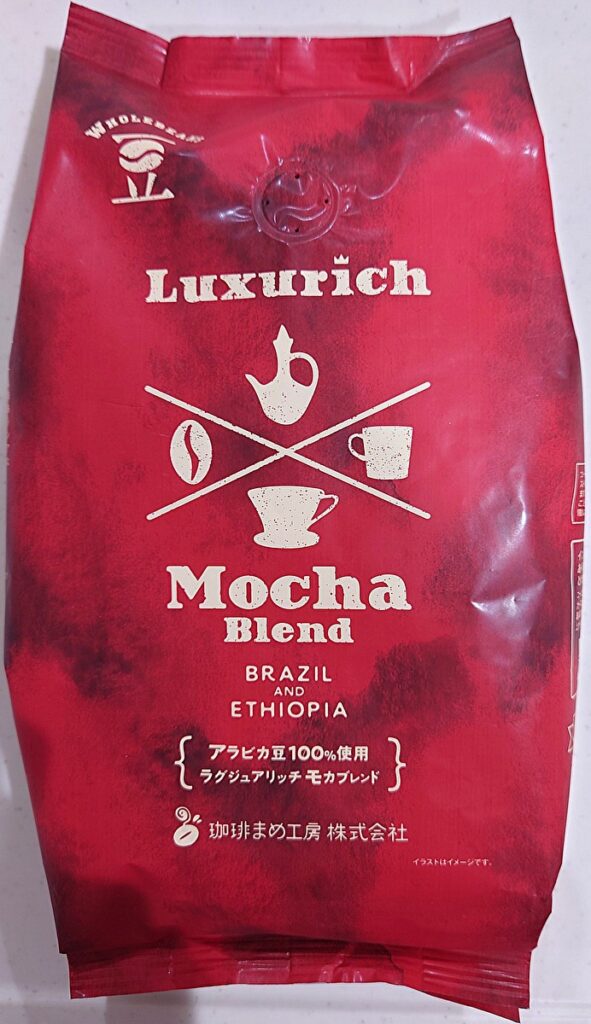 WHOLEBEAN
豆
Luxurich
Mocha
Blend
BRAZIL
AND
ETHIOPIA
アラビカ豆100%使用
ラグジュアリッチ モカブレンド
珈琲まめ工房 株式会社
イラストはイメージです。